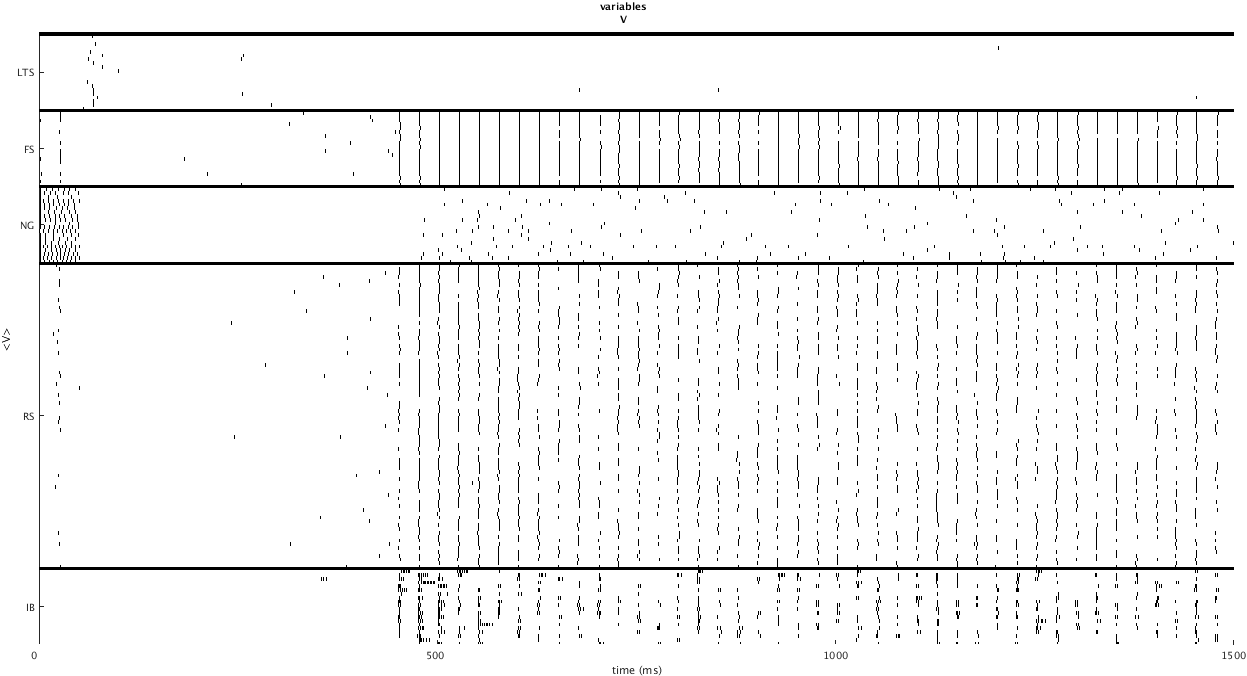 variables
V
LTS
FS
NG
<V>
RS
IB
0
500
1000
1500
time (ms)